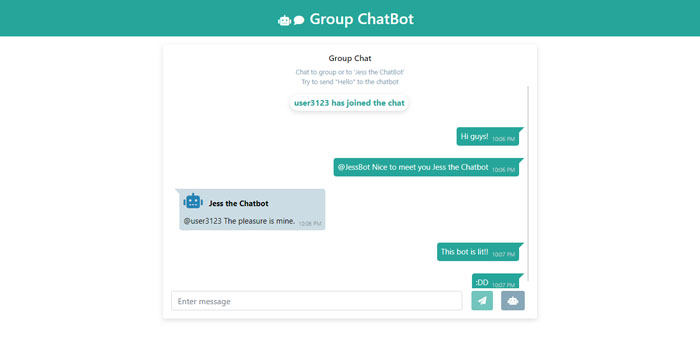 Group ChatBot
Group Chat
Chat to group or to 'Jess the ChatBot'
Try to send "Hello" to the chatbot
user3123 has joined the chat
Hi guys! 10:06 PM
@JessBot Nice to meet you Jess the Chatbot 10:06 PM
Jess the Chatbot
@user3123 The pleasure is mine. 10:06 PM
This bot is lit!! 10:07 PM
:DD 10:07 PM
Enter message